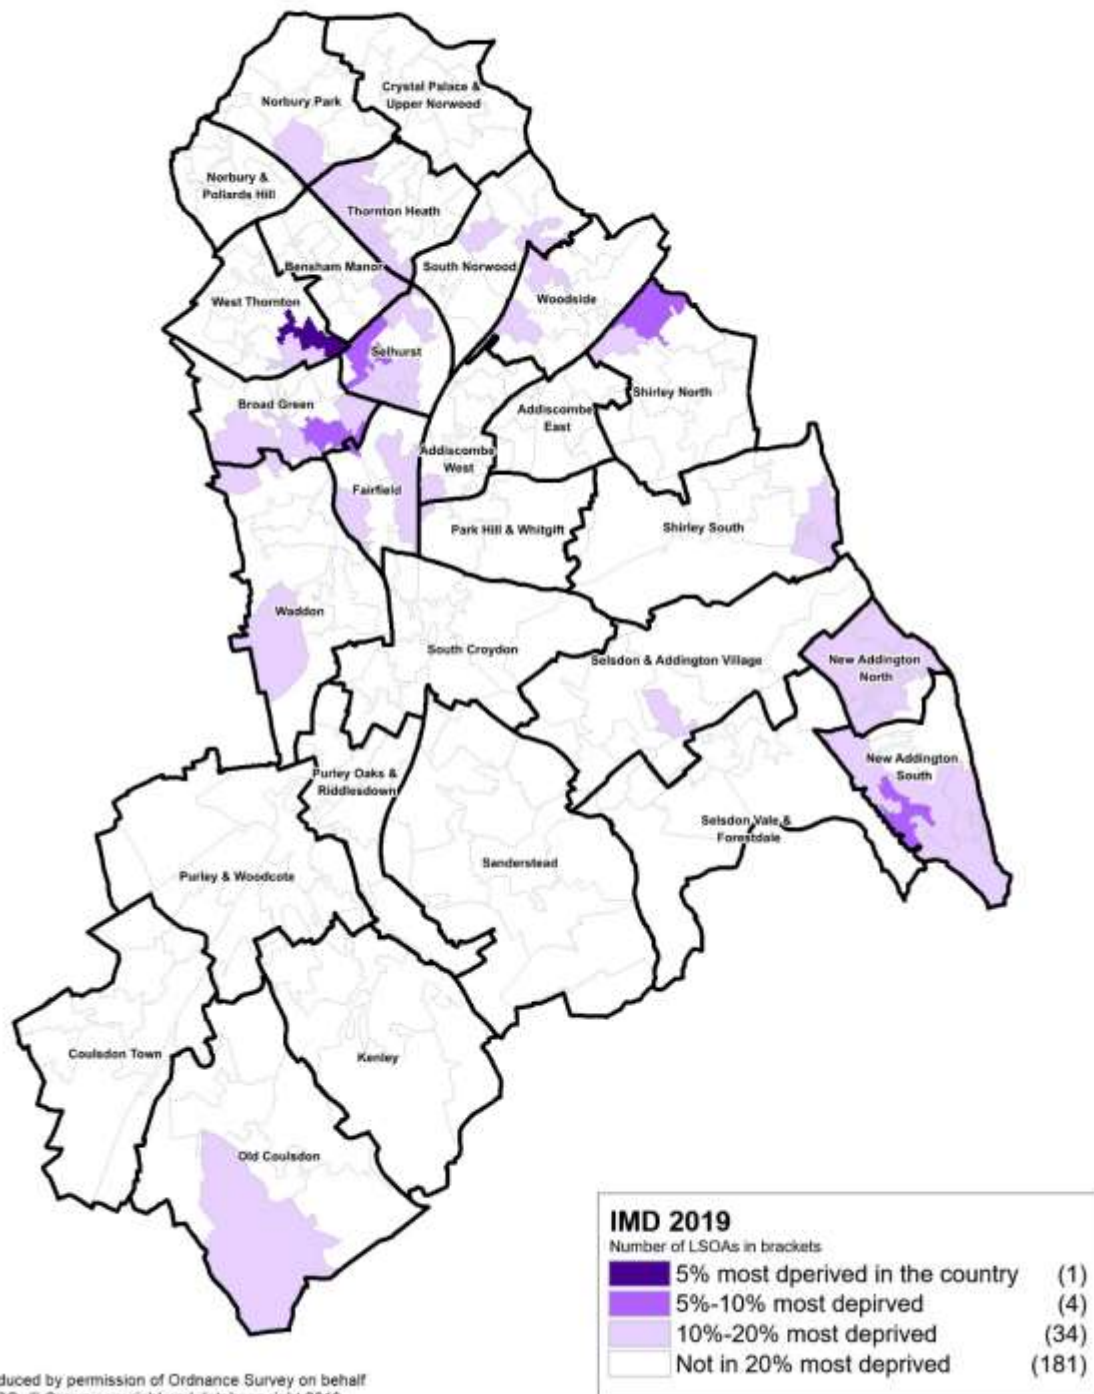 Crystal Palace &
Upper Norwood
Norbury Park
Norbury &
Pollards Hill
Thornton Heath
Bensham Manor
South Norwood
West Thornton
Woodside
Selhurst
Shirley North
Broad Green
Addiscombe
East
Addiscombe
West
Fairfield
Park Hill & Whitgift
Shirley South
Waddon
South Croydon
Selsdon & Addington Village
New Addington
North
New Addington
South
Purley Oaks &
Riddlesdown
Selsdon Vale &
Forestdale
Sanderstead
Purley & Woodcote
Coulsdon Town
Kenley
Old Coulsdon
IMD 2019
Number of LSOAs in brackets
5% most dperived in the country (1)
5%-10% most depirved (4)
10%-20% most deprived (34)
Not in 20% most deprived (181)
duced by permission of Ordnance Survey on behalf